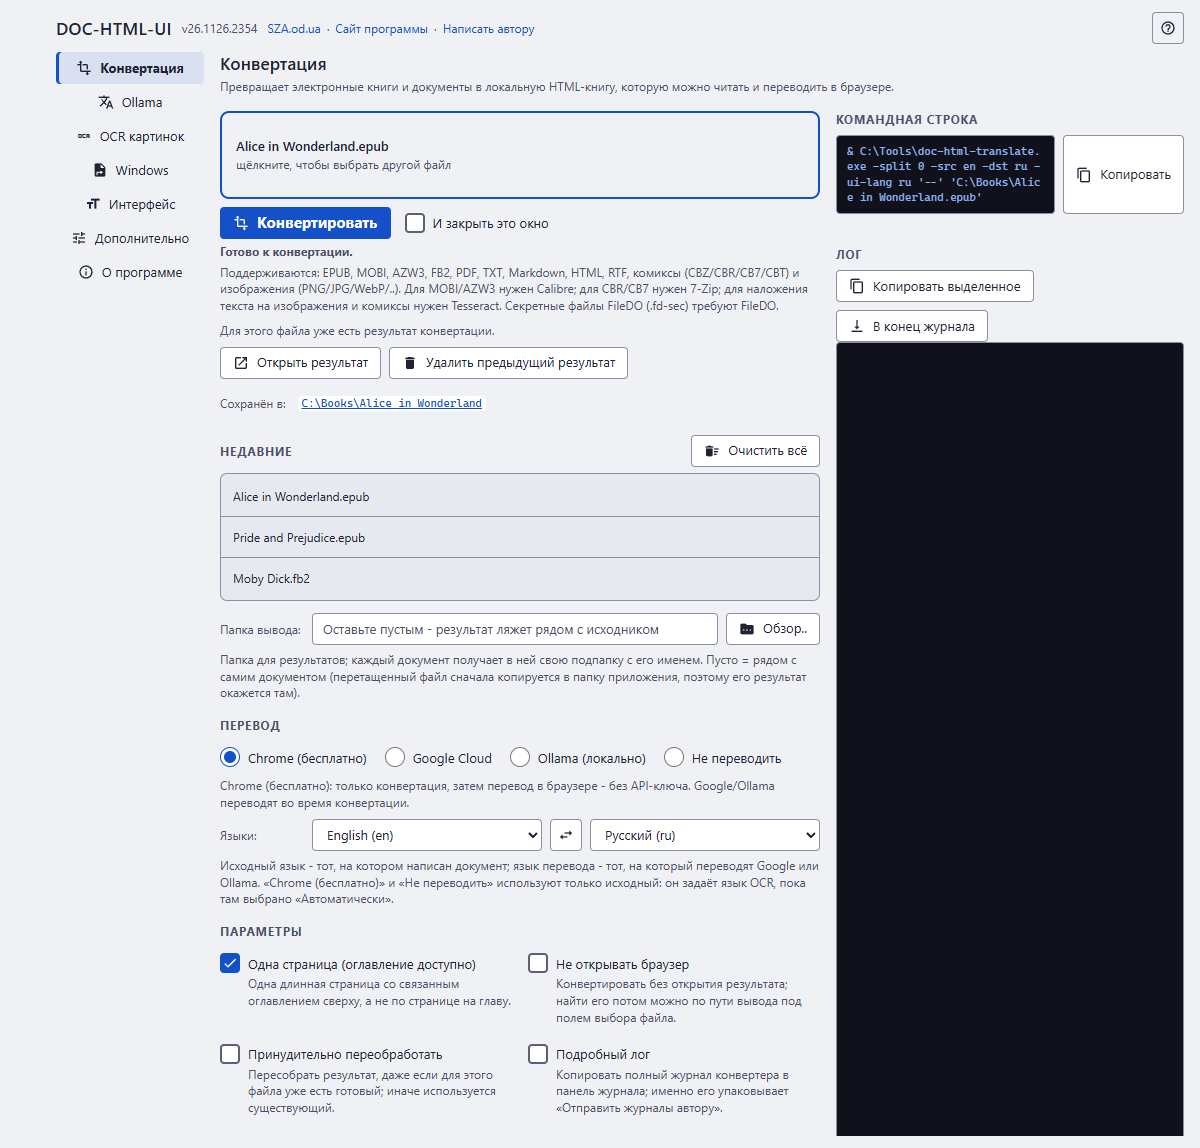 DOC-HTML-UI v26.1126.2354 SZA.od.ua · Сайт программы · Написать автору
Конвертация
Ollama
OCR OCR картинок
Windows
Интерфейс
Дополнительно
О программе
Конвертация
Превращает электронные книги и документы в локальную HTML-книгу, которую можно читать и переводить в браузере.
Alice in Wonderland.epub
щёлкните, чтобы выбрать другой файл
Конвертировать
И закрыть это окно
Готово к конвертации.
Поддерживаются: EPUB, MOBI, AZW3, FB2, PDF, TXT, Markdown, HTML, RTF, комиксы (CBZ/CBR/CB7/CBT) и
изображения (PNG/JPG/WebP/..). Для MOBI/AZW3 нужен Calibre; для CBR/CB7 нужен 7-Zip; для наложения
текста на изображения и комиксы нужен Tesseract. Секретные файлы FileDO (.fd-sec) требуют FileDO.
Для этого файла уже есть результат конвертации.
Открыть результат
Удалить предыдущий результат
Сохранён в: C:\Books\Alice in Wonderland
НЕДАВНИЕ
Очистить всё
Alice in Wonderland.epub
Pride and Prejudice.epub
Moby Dick.fb2
Папка вывода: Оставьте пустым - результат ляжет рядом с исходником
Обзор..
Папка для результатов; каждый документ получает в ней свою подпапку с его именем. Пусто = рядом с
самим документом (перетащенный файл сначала копируется в папку приложения, поэтому его результат
окажется там).
ПЕРЕВОД
Chrome (бесплатно) Google Cloud Ollama (локально) Не переводить
Chrome (бесплатно): только конвертация, затем перевод в браузере - без API-ключа. Google/Ollama
переводят во время конвертации.
Языки: English (en) Русский (ru)
Исходный язык - тот, на котором написан документ; язык перевода - тот, на который переводят Google или
Ollama. «Chrome (бесплатно)» и «Не переводить» используют только исходный: он задаёт язык OCR, пока
там выбрано «Автоматически».
ПАРАМЕТРЫ
Одна страница (оглавление доступно)
Одна длинная страница со связанным
оглавлением сверху, а не по странице на главу.
Не открывать браузер
Конвертировать без открытия результата;
найти его потом можно по пути вывода под
полем выбора файла.
Принудительно переобработать
Пересобрать результат, даже если для этого
файла уже есть готовый; иначе используется
существующий.
Подробный лог
Копировать полный журнал конвертера в
панель журнала; именно его упаковывает
«Отправить журналы автору».
КОМАНДНАЯ СТРОКА
& C:\Tools\doc-html-translate.
exe -split 0 -src en -dst ru -
ui-lang ru '--' 'C:\Books\Alic
e in Wonderland.epub'
Копировать
ЛОГ
Копировать выделенное
В конец журнала